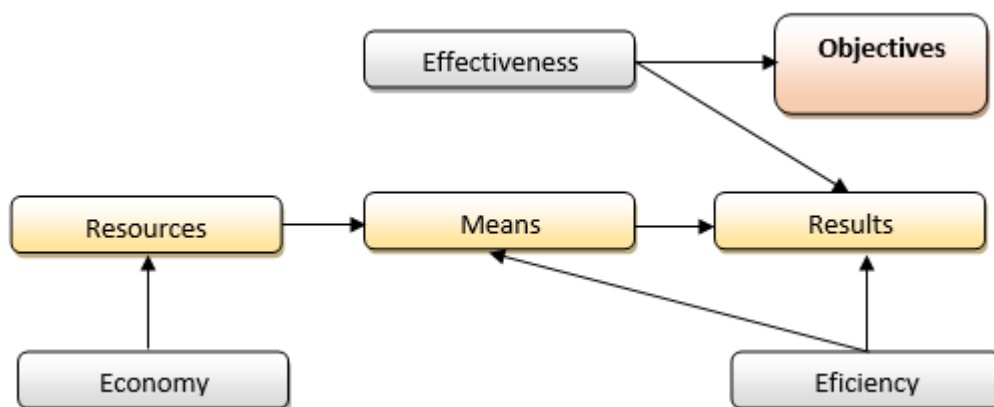 Objectives
Effectiveness
Resources
Means
Results
Economy
Eficiency